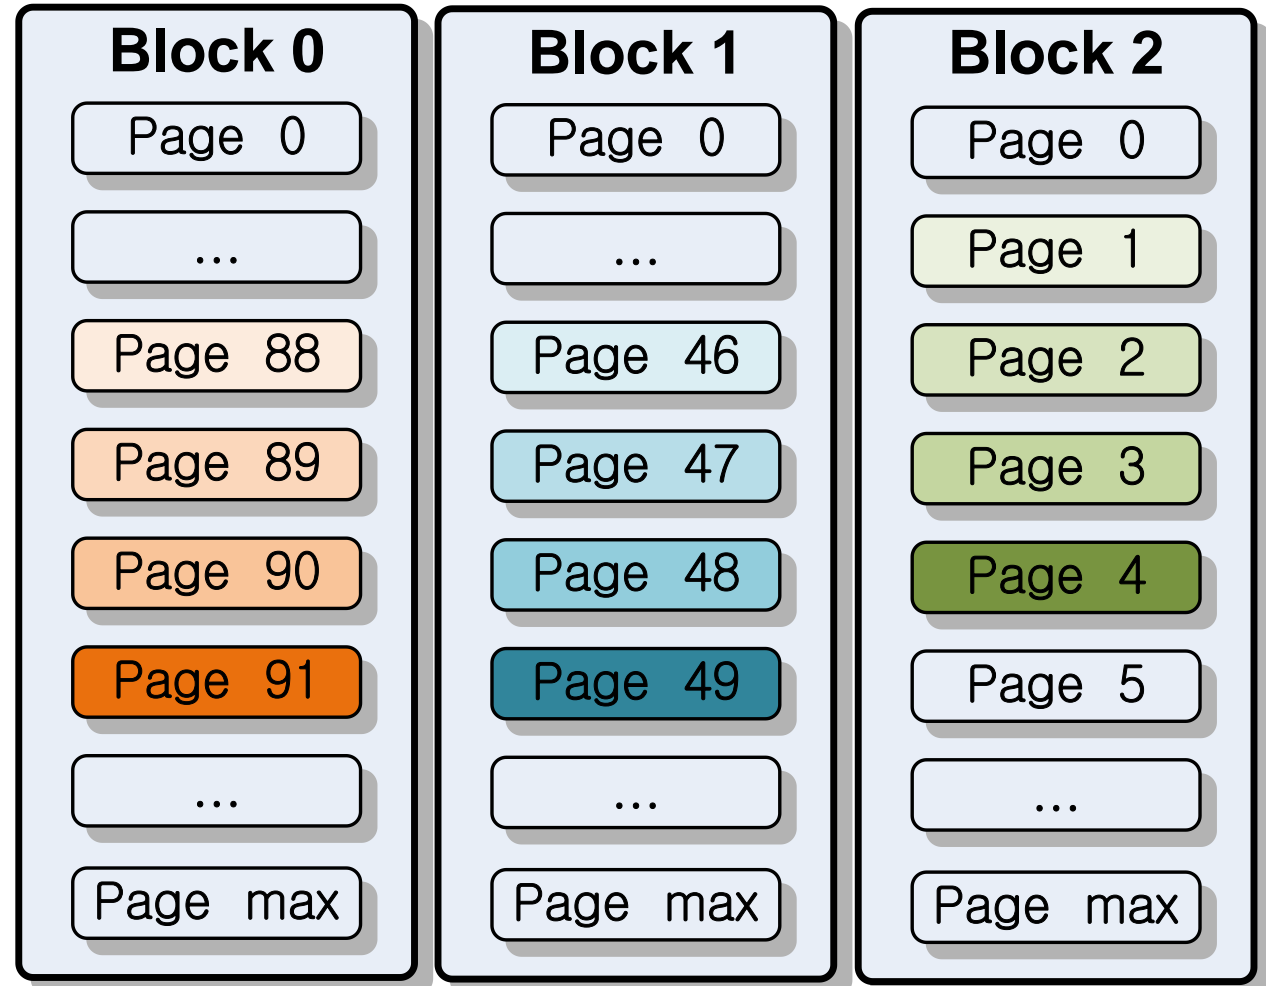 Block 0
Page 0
...
Page 88
Page 89
Page 90
Page 91
...
Page max
Block 1
Page 0
...
Page 46
Page 47
Page 48
Page 49
...
Page max
Block 2
Page 0
Page 1
Page 2
Page 3
Page 4
Page 5
...
Page max